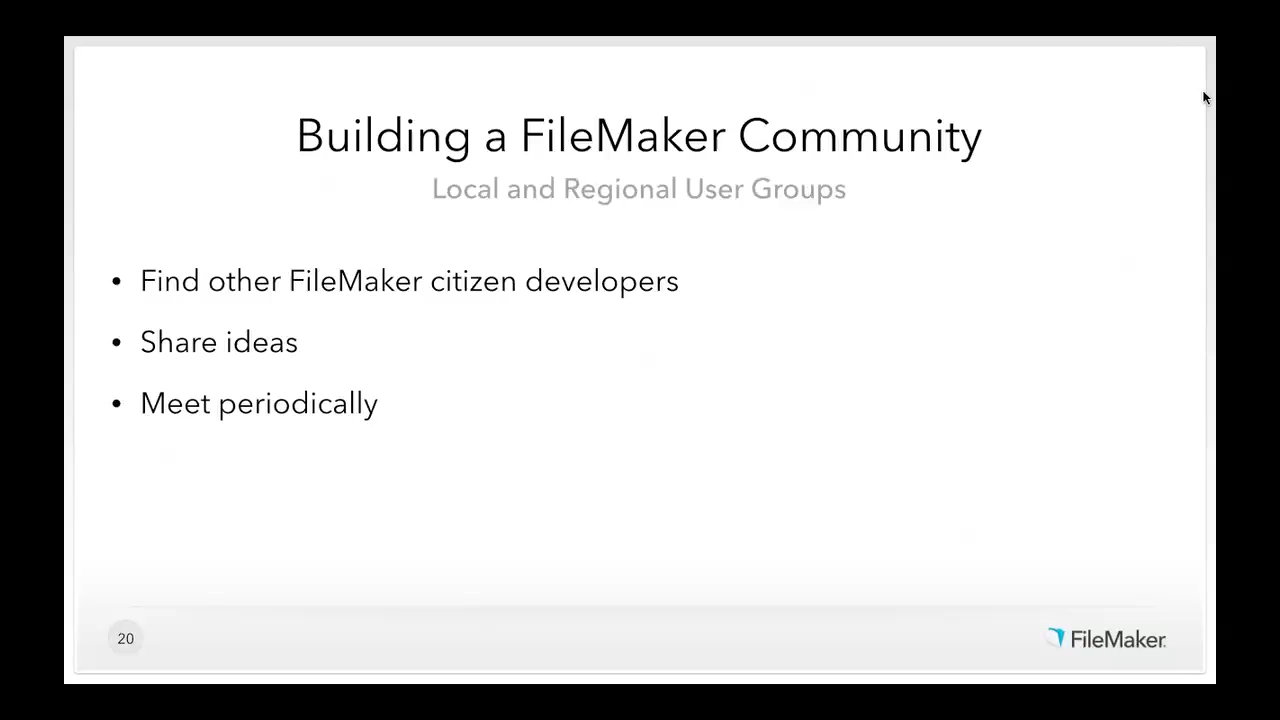 Building a FileMaker Community
Local and Regional User Groups
• Find other FileMaker citizen developers
• Share ideas
• Meet periodically
20
FileMaker